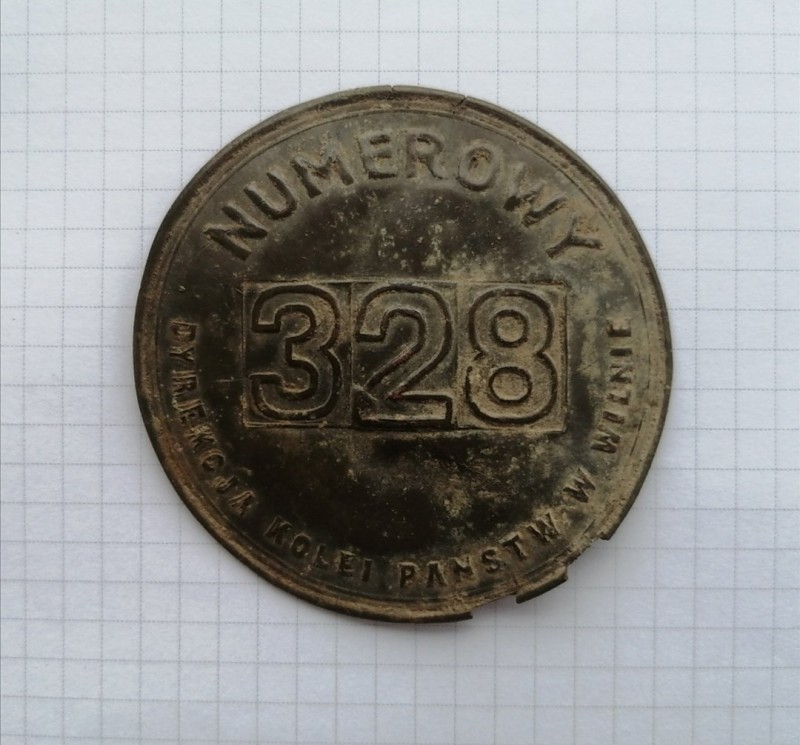 NUMEROWY
328
DYREKCJA KOLEI PAŃSTW. W WILNIE